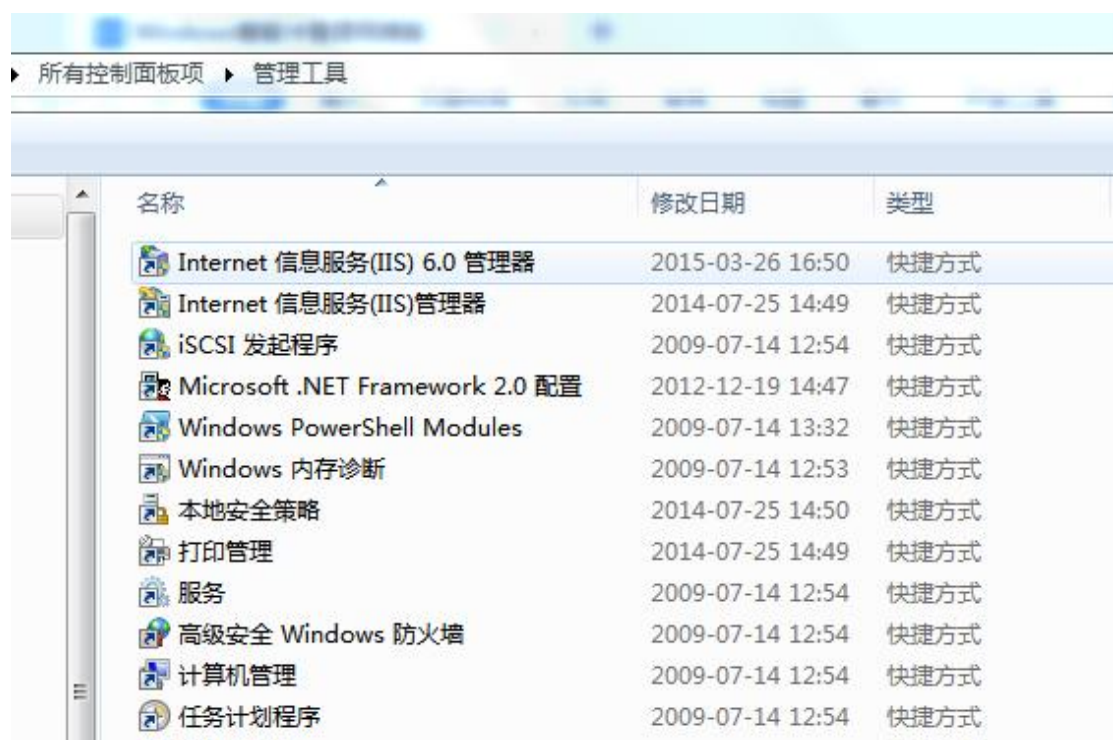 所有控制面板项 ▸ 管理工具
名称 修改日期 类型
Internet 信息服务(IIS) 6.0 管理器 2015-03-26 16:50 快捷方式
Internet 信息服务(IIS)管理器 2014-07-25 14:49 快捷方式
iSCSI 发起程序 2009-07-14 12:54 快捷方式
Microsoft .NET Framework 2.0 配置 2012-12-19 14:47 快捷方式
Windows PowerShell Modules 2009-07-14 13:32 快捷方式
Windows 内存诊断 2009-07-14 12:53 快捷方式
本地安全策略 2014-07-25 14:50 快捷方式
打印管理 2014-07-25 14:49 快捷方式
服务 2009-07-14 12:54 快捷方式
高级安全 Windows 防火墙 2009-07-14 12:54 快捷方式
计算机管理 2009-07-14 12:54 快捷方式
任务计划程序 2009-07-14 12:54 快捷方式